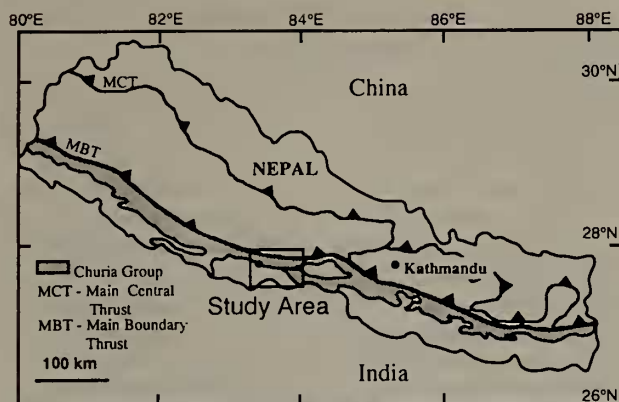 80°E 82°E 84°E 86°E 88°E
30°N
MCT
China
MBT
NEPAL
28°N
Kathmandu
Churia Group
MCT - Main Central
Thrust
Study Area
MBT - Main Boundary
Thrust
100 km
India
26°N